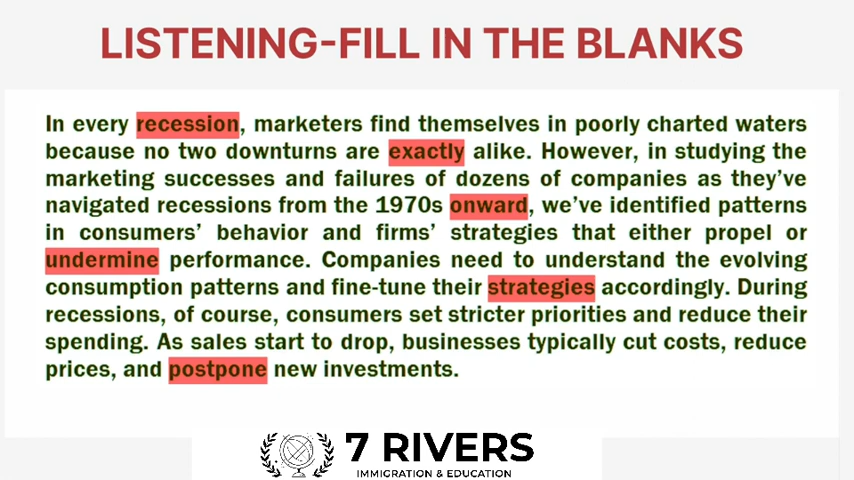 LISTENING-FILL IN THE BLANKS
In every recession, marketers find themselves in poorly charted waters
because no two downturns are exactly alike. However, in studying the
marketing successes and failures of dozens of companies as they’ve
navigated recessions from the 1970s onward, we’ve identified patterns
in consumers’ behavior and firms’ strategies that either propel or
undermine performance. Companies need to understand the evolving
consumption patterns and fine-tune their strategies accordingly. During
recessions, of course, consumers set stricter priorities and reduce their
spending. As sales start to drop, businesses typically cut costs, reduce
prices, and postpone new investments.
7 RIVERS
IMMIGRATION & EDUCATION